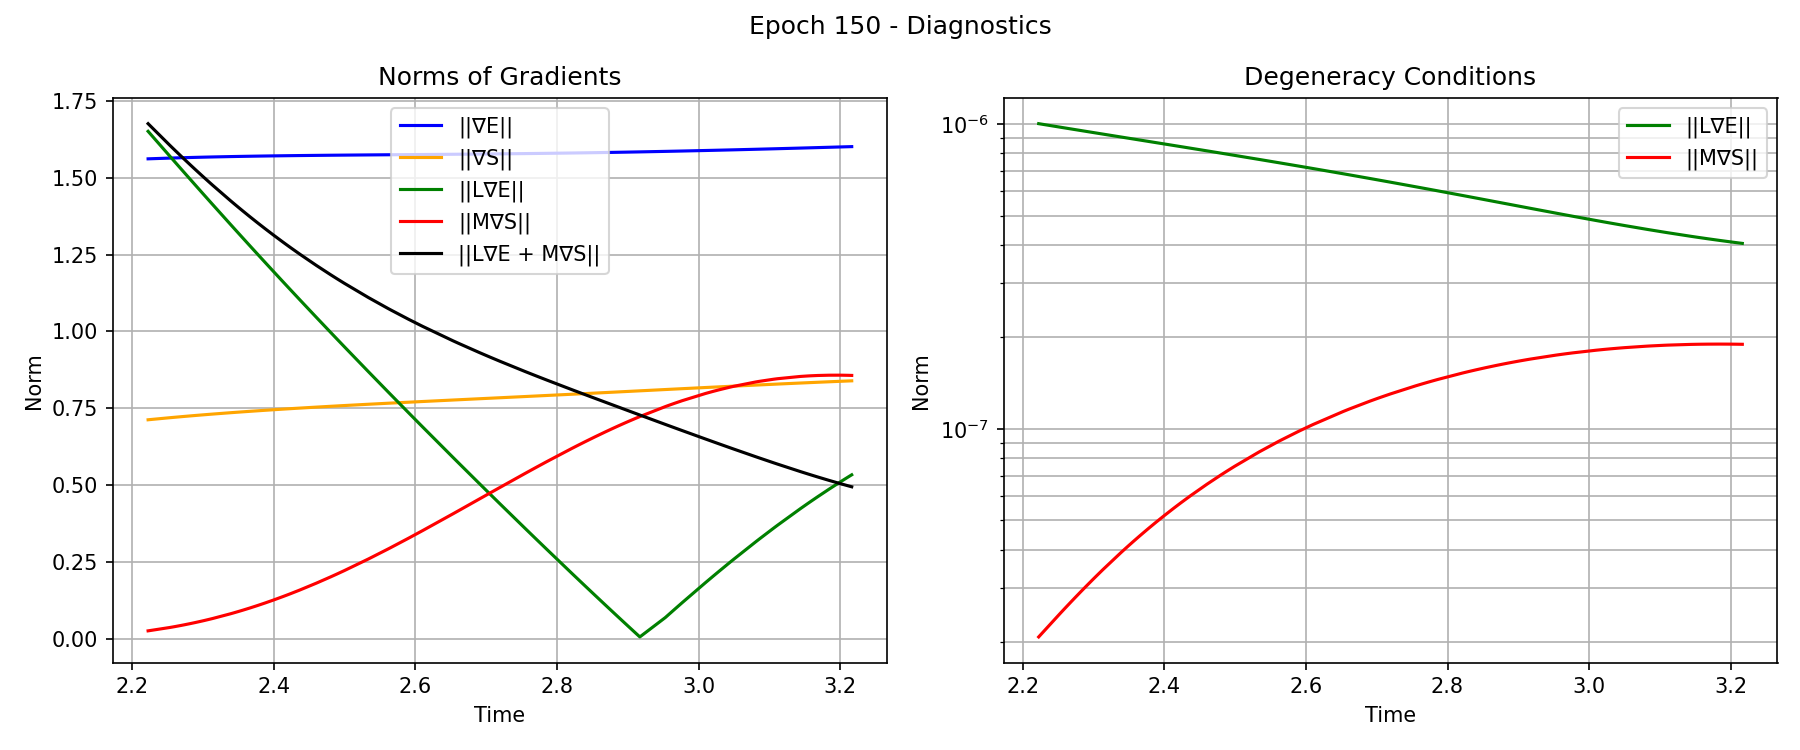 Epoch 150 - Diagnostics
Norms of Gradients
Norm
1.75
1.50
1.25
1.00
0.75
0.50
0.25
0.00
||∇E||
||∇S||
||L∇E||
||M∇S||
||L∇E + M∇S||
2.2 2.4 2.6 2.8 3.0 3.2
Time
Degeneracy Conditions
Norm
10⁻⁶
10⁻⁷
||L∇E||
||M∇S||
2.2 2.4 2.6 2.8 3.0 3.2
Time